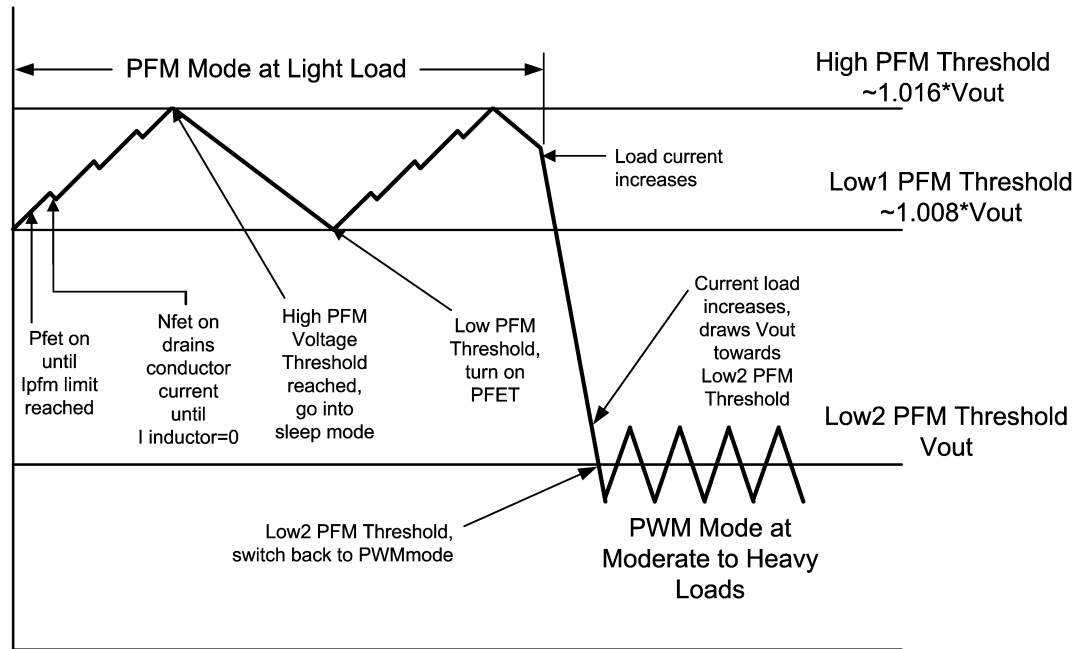 PFM Mode at Light Load
High PFM Threshold
~1.016*Vout
Load current
increases
Low1 PFM Threshold
~1.008*Vout
Pfet on
until
Ipfm limit
reached
Nfet on
drains
conductor
current
until
I inductor=0
High PFM
Voltage
Threshold
reached,
go into
sleep mode
Low PFM
Threshold,
turn on
PFET
Current load
increases,
draws Vout
towards
Low2 PFM
Threshold
Low2 PFM Threshold
Vout
Low2 PFM Threshold,
switch back to PWMmode
PWM Mode at
Moderate to Heavy
Loads